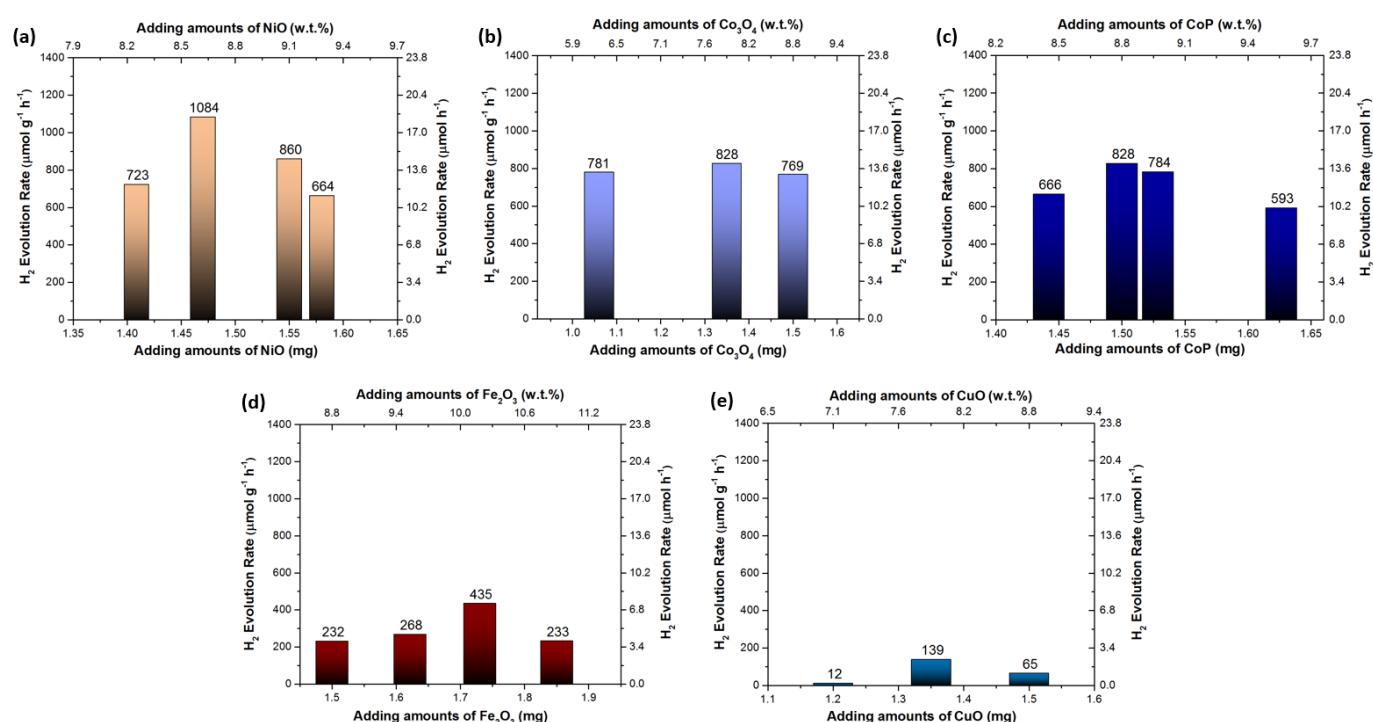 (a)
Adding amounts of NiO (w.t.%)
7.9 8.2 8.5 8.8 9.1 9.4 9.7
H₂ Evolution Rate (μmol g⁻¹ h⁻¹)
1400 1200 1000 800 600 400 200 0
723 1084 860 664
23.8 20.4 17.0 13.6 10.2 6.8 3.4 0.0
H₂ Evolution Rate (μmol h⁻¹)
1.35 1.40 1.45 1.50 1.55 1.60 1.65
Adding amounts of NiO (mg)
(b)
Adding amounts of Co₃O₄ (w.t.%)
5.9 6.5 7.1 7.6 8.2 8.8 9.4
H₂ Evolution Rate (μmol g⁻¹ h⁻¹)
1400 1200 1000 800 600 400 200 0
781 828 769
23.8 20.4 17.0 13.6 10.2 6.8 3.4 0.0
H₂ Evolution Rate (μmol h⁻¹)
1.0 1.1 1.2 1.3 1.4 1.5 1.6
Adding amounts of Co₃O₄ (mg)
(c)
Adding amounts of CoP (w.t.%)
8.2 8.5 8.8 9.1 9.4 9.7
H₂ Evolution Rate (μmol g⁻¹ h⁻¹)
1400 1200 1000 800 600 400 200 0
666 828 784 593
23.8 20.4 17.0 13.6 10.2 6.8 3.4 0.0
H₂ Evolution Rate (μmol h⁻¹)
1.40 1.45 1.50 1.55 1.60 1.65
Adding amounts of CoP (mg)
(d)
Adding amounts of Fe₂O₃ (w.t.%)
8.8 9.4 10.0 10.6 11.2
H₂ Evolution Rate (μmol g⁻¹ h⁻¹)
1400 1200 1000 800 600 400 200 0
232 268 435 233
23.8 20.4 17.0 13.6 10.2 6.8 3.4 0.0
H₂ Evolution Rate (μmol h⁻¹)
1.5 1.6 1.7 1.8 1.9
Adding amounts of Fe₂O₃ (mg)
(e)
Adding amounts of CuO (w.t.%)
6.5 7.1 7.6 8.2 8.8 9.4
H₂ Evolution Rate (μmol g⁻¹ h⁻¹)
1400 1200 1000 800 600 400 200 0
12 139 65
23.8 20.4 17.0 13.6 10.2 6.8 3.4 0.0
H₂ Evolution Rate (μmol h⁻¹)
1.1 1.2 1.3 1.4 1.5 1.6
Adding amounts of CuO (mg)